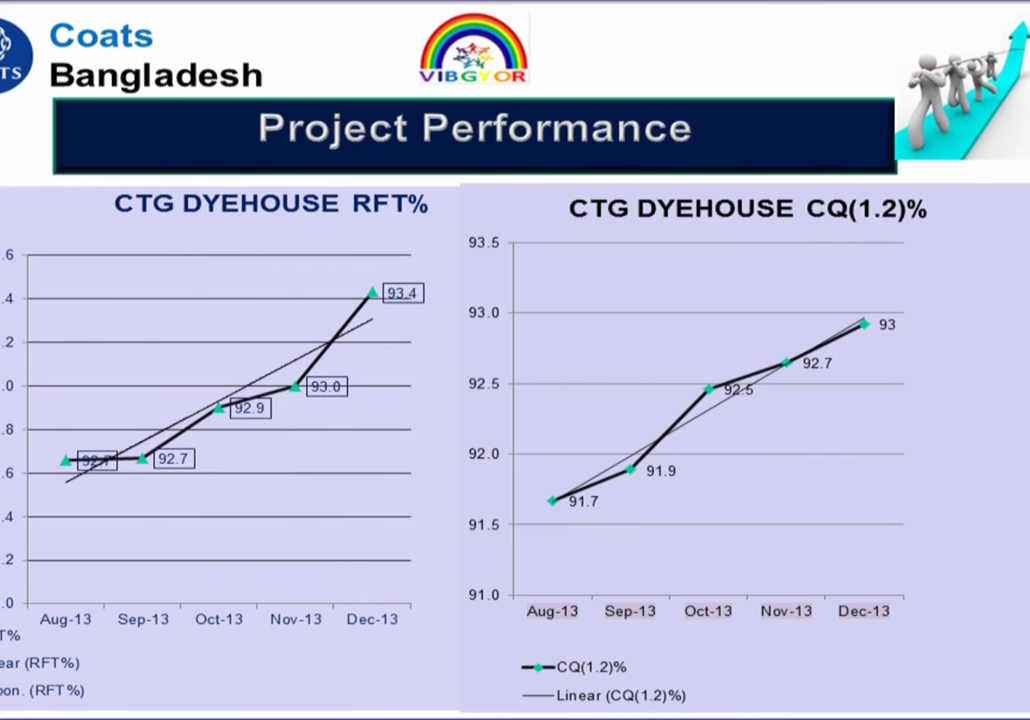 Coats
Bangladesh
TS
VIBGYOR
Project Performance
CTG DYEHOUSE RFT%
.6
.4
.2
.0
.8
.6
.4
.2
.0
92.7
92.7
92.9
93.0
93.4
Aug-13 Sep-13 Oct-13 Nov-13 Dec-13
T%
ear (RFT%)
pon. (RFT%)
CTG DYEHOUSE CQ(1.2)%
93.5
93.0
92.5
92.0
91.5
91.0
91.7
91.9
92.5
92.7
93
Aug-13 Sep-13 Oct-13 Nov-13 Dec-13
CQ(1.2)%
Linear (CQ(1.2)%)